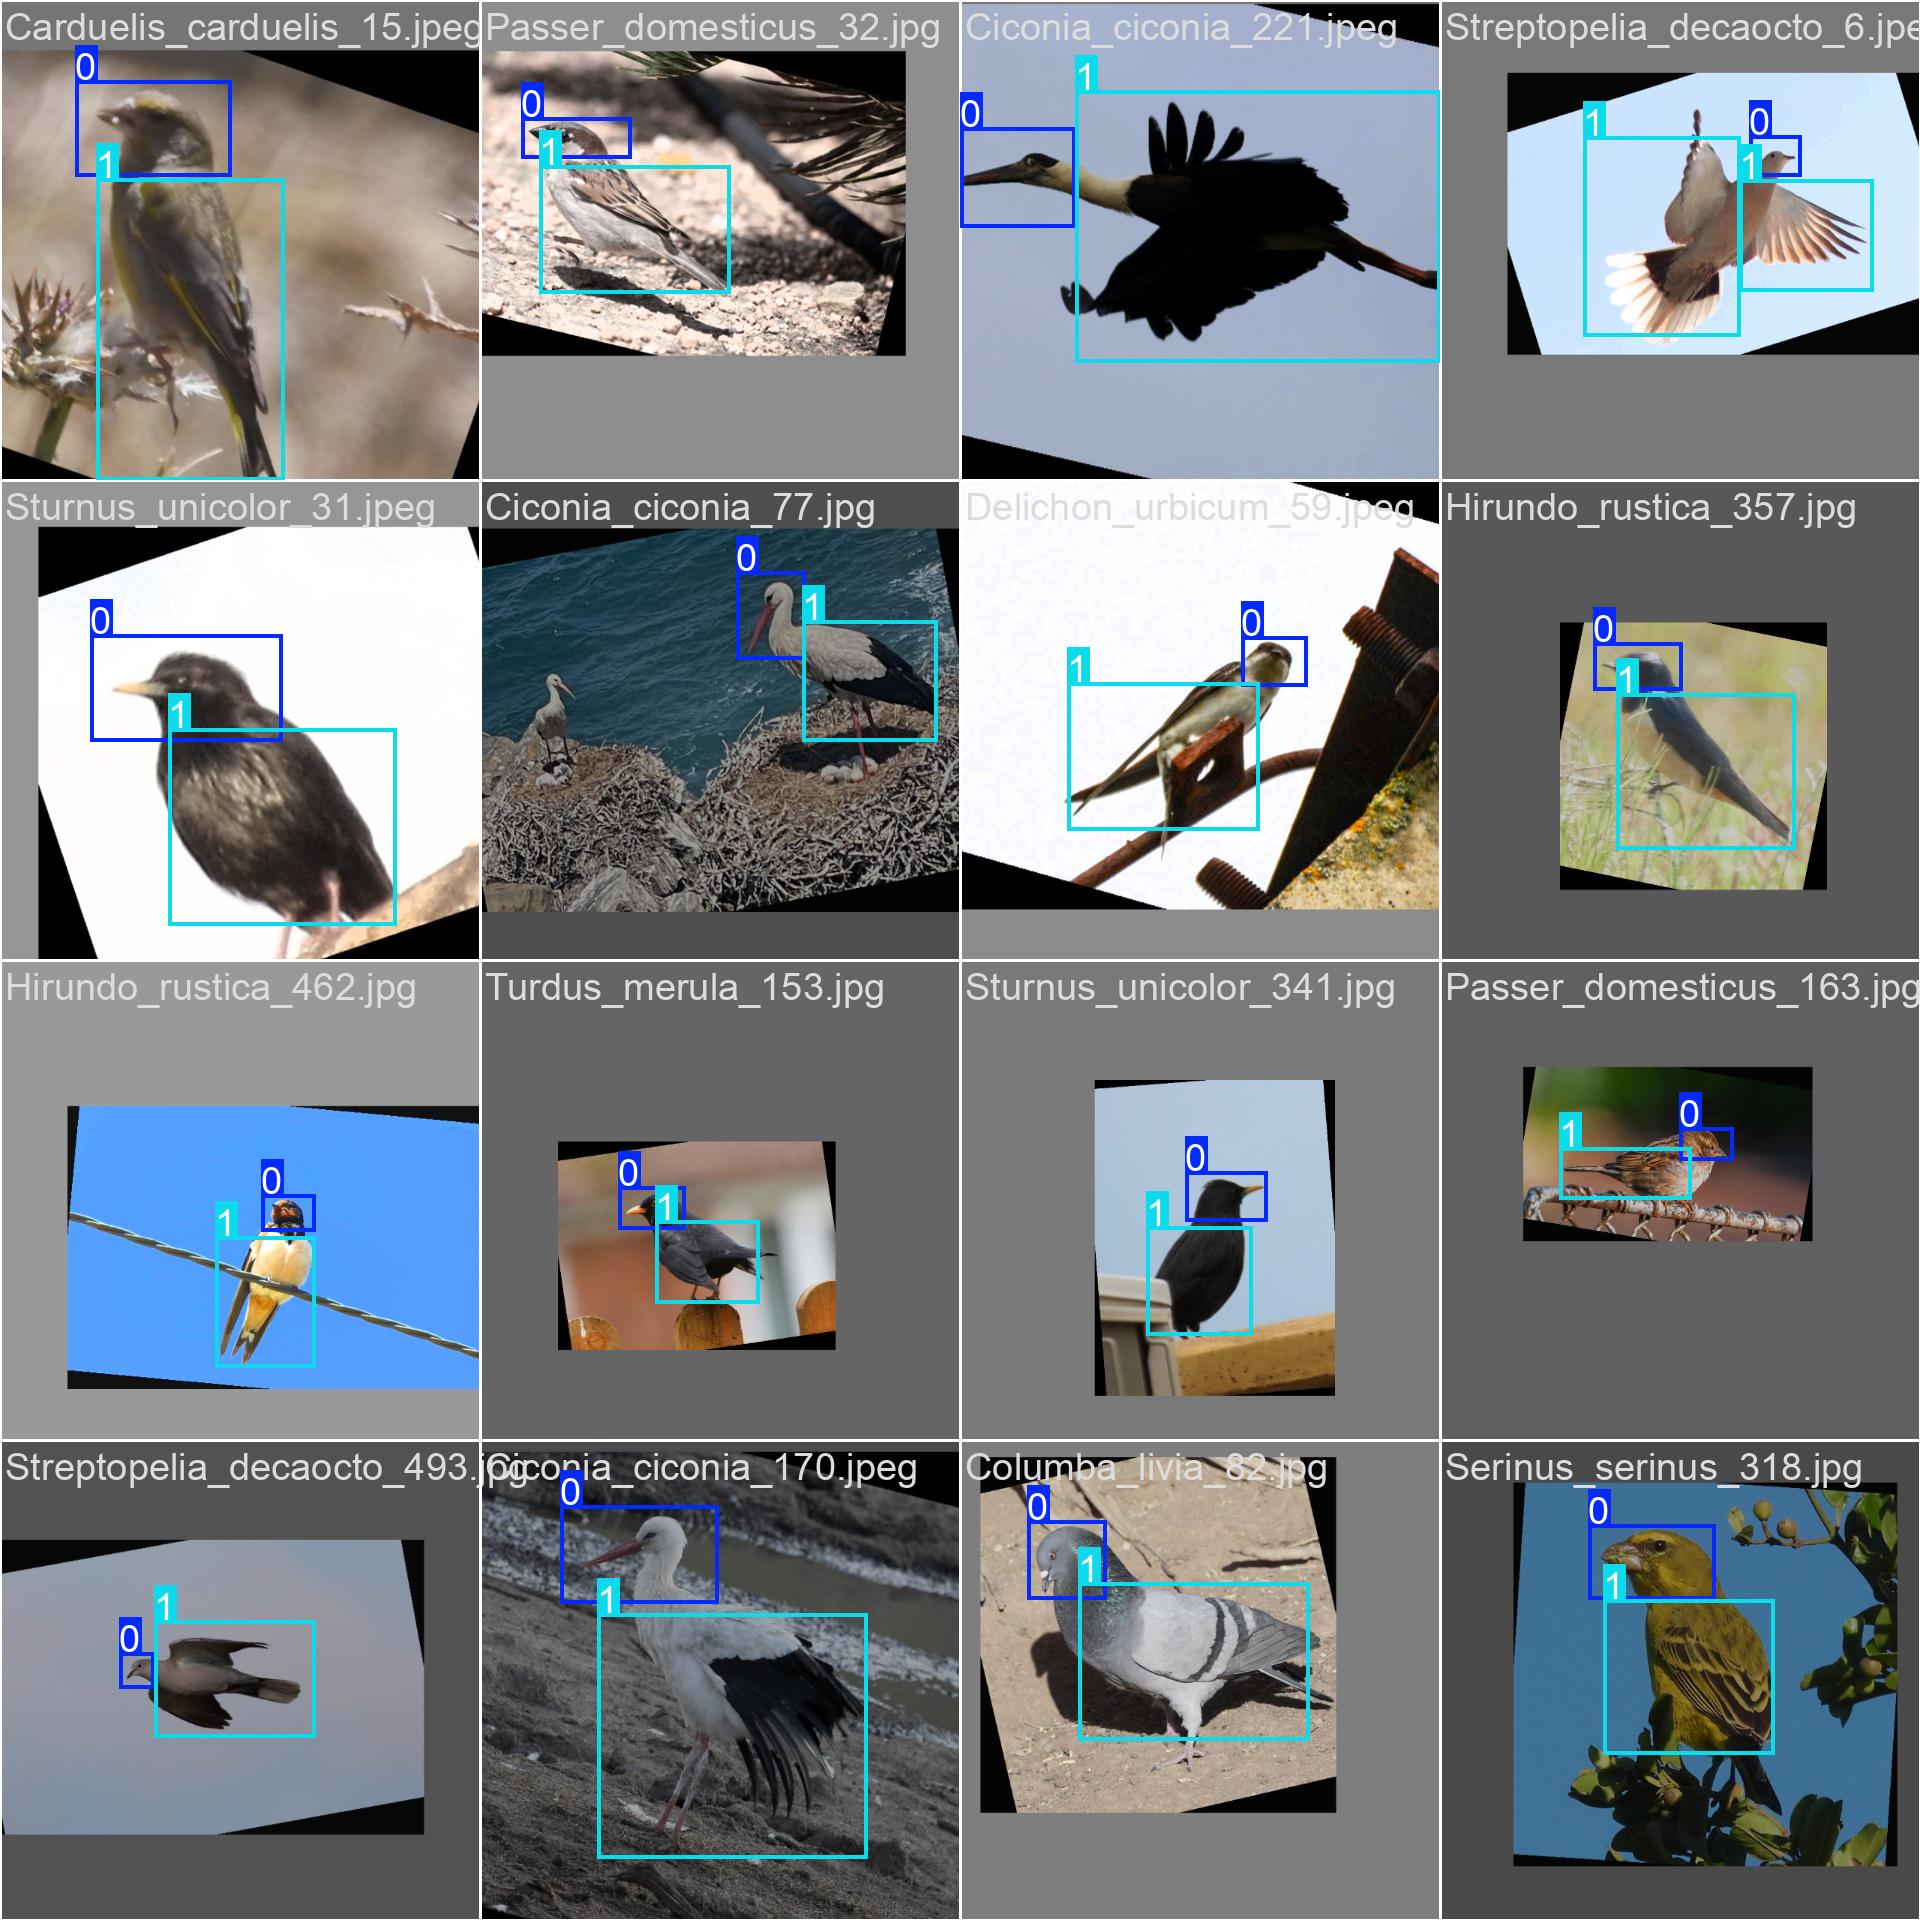 Carduelis_carduelis_15.jpeg
Passer_domesticus_32.jpg
Ciconia_ciconia_221.jpeg
Streptopelia_decaocto_6.jpe
0
1
0
1
0
1
1
0
1
Sturnus_unicolor_31.jpeg
Ciconia_ciconia_77.jpg
Delichon_urbicum_59.jpeg
Hirundo_rustica_357.jpg
0
1
0
1
0
1
0
1
Hirundo_rustica_462.jpg
Turdus_merula_153.jpg
Sturnus_unicolor_341.jpg
Passer_domesticus_163.jpg
0
1
0
1
0
1
0
1
Streptopelia_decaocto_493.jpg
Ciconia_ciconia_170.jpeg
Columba_livia_82.jpg
Serinus_serinus_318.jpg
0
1
0
1
0
1
0
1